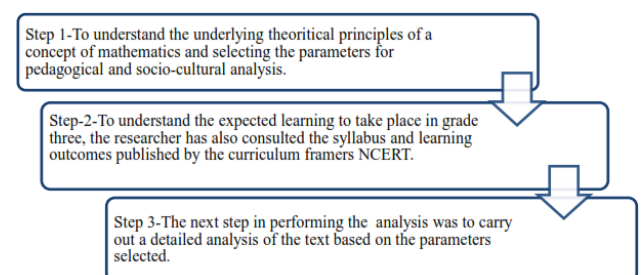 Step 1-To understand the underlying theoritical principles of a
concept of mathematics and selecting the parameters for
pedagogical and socio-cultural analysis.
Step-2-To understand the expected learning to take place in grade
three, the researcher has also consulted the syllabus and learning
outcomes published by the curriculum framers NCERT.
Step 3-The next step in performing the analysis was to carry
out a detailed analysis of the text based on the parameters
selected.